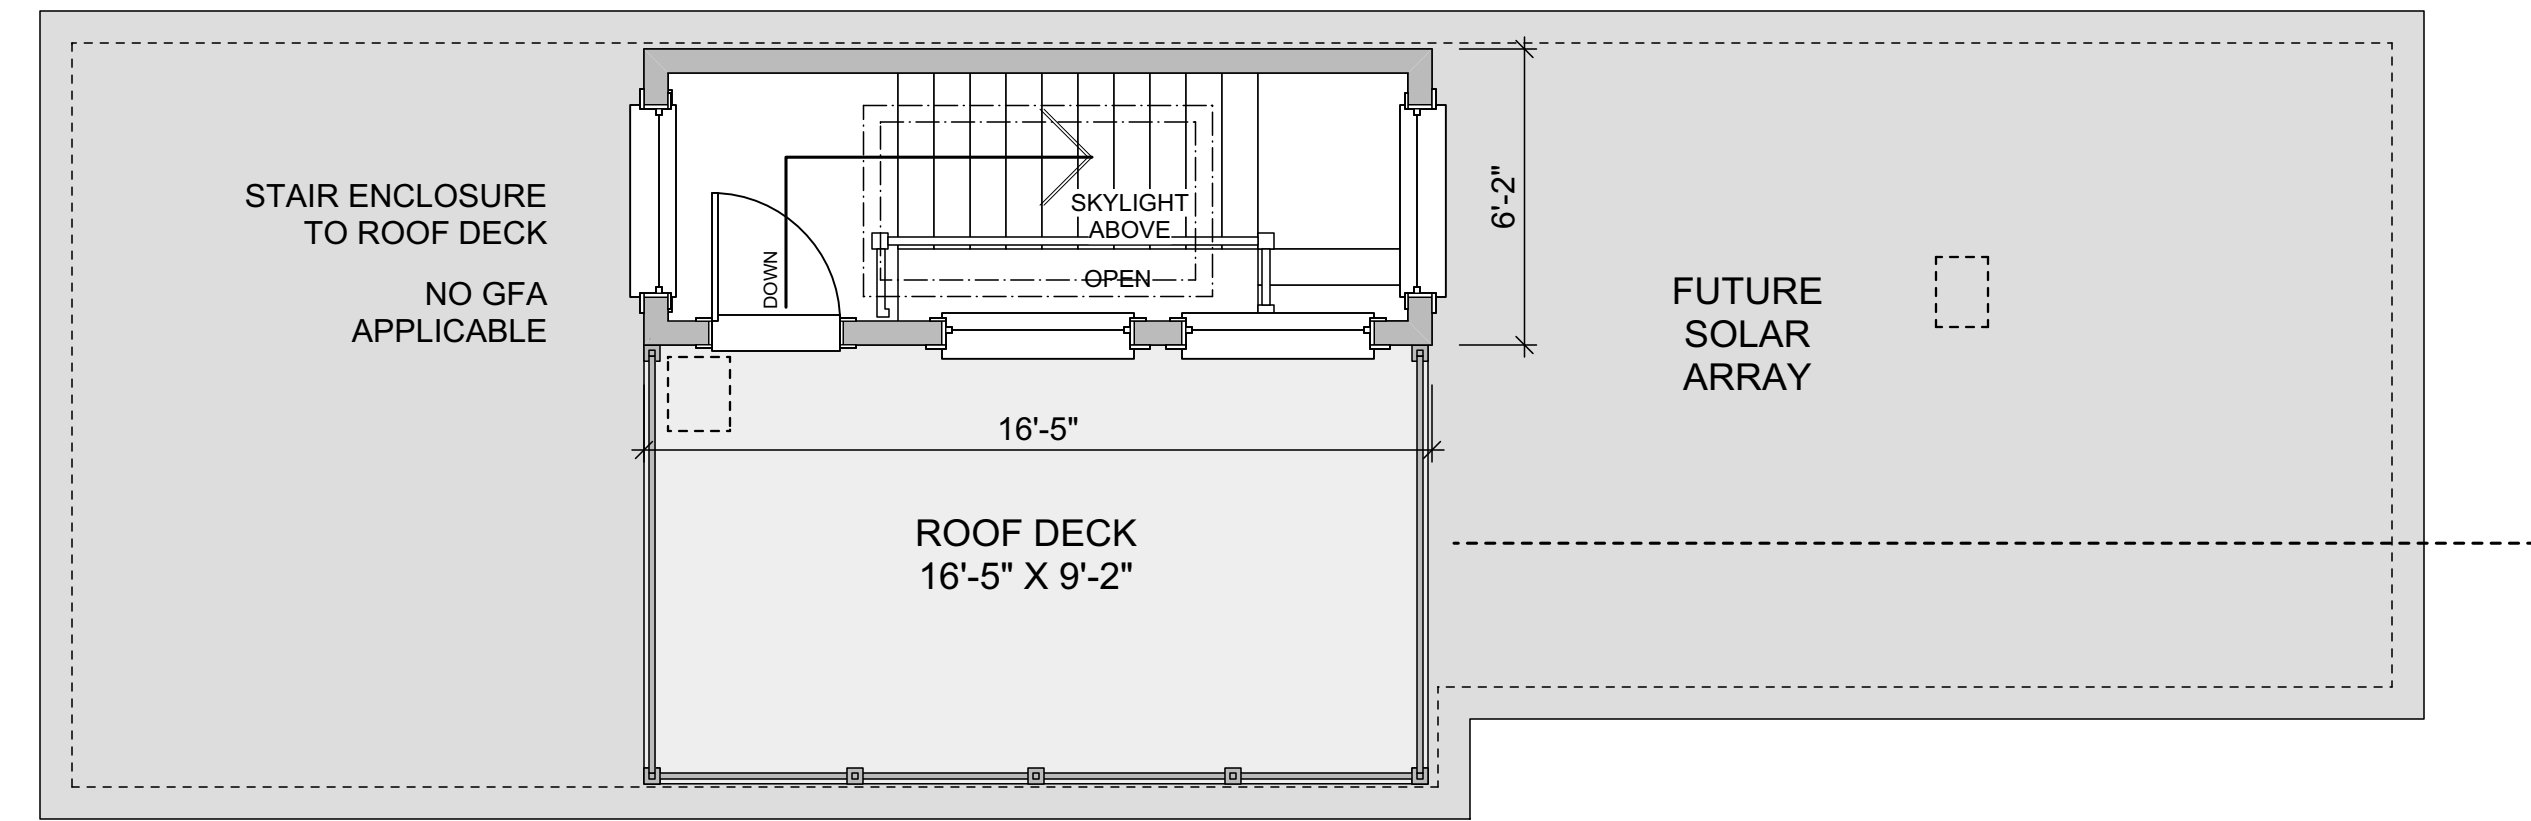 STAIR ENCLOSURE
TO ROOF DECK
NO GFA
APPLICABLE
DOWN
SKYLIGHT
ABOVE
OPEN
6'-2"
FUTURE
SOLAR
ARRAY
16'-5"
ROOF DECK
16'-5" X 9'-2"